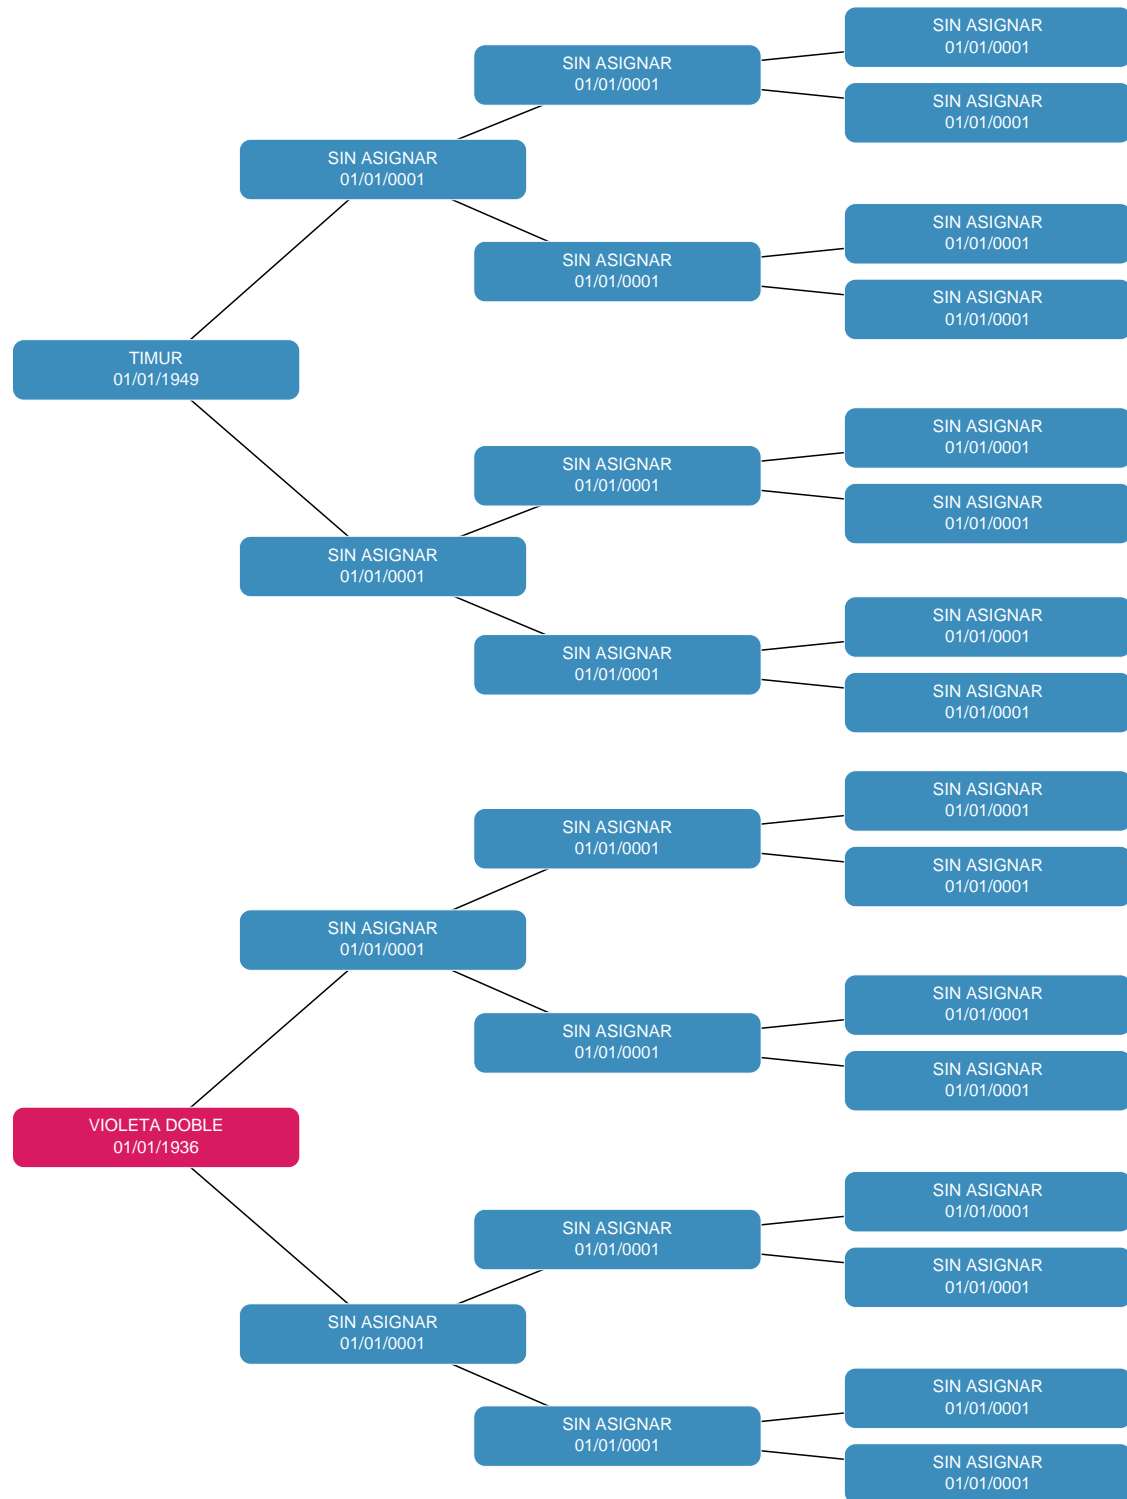 SIN ASIGNAR
01/01/0001
SIN ASIGNAR
01/01/0001
SIN ASIGNAR
01/01/0001
SIN ASIGNAR
01/01/0001
SIN ASIGNAR
01/01/0001
SIN ASIGNAR
01/01/0001
SIN ASIGNAR
01/01/0001
TIMUR
01/01/1949
SIN ASIGNAR
01/01/0001
SIN ASIGNAR
01/01/0001
SIN ASIGNAR
01/01/0001
SIN ASIGNAR
01/01/0001
SIN ASIGNAR
01/01/0001
SIN ASIGNAR
01/01/0001
SIN ASIGNAR
01/01/0001
SIN ASIGNAR
01/01/0001
SIN ASIGNAR
01/01/0001
SIN ASIGNAR
01/01/0001
SIN ASIGNAR
01/01/0001
SIN ASIGNAR
01/01/0001
SIN ASIGNAR
01/01/0001
SIN ASIGNAR
01/01/0001
VIOLETA DOBLE
01/01/1936
SIN ASIGNAR
01/01/0001
SIN ASIGNAR
01/01/0001
SIN ASIGNAR
01/01/0001
SIN ASIGNAR
01/01/0001
SIN ASIGNAR
01/01/0001
SIN ASIGNAR
01/01/0001
SIN ASIGNAR
01/01/0001